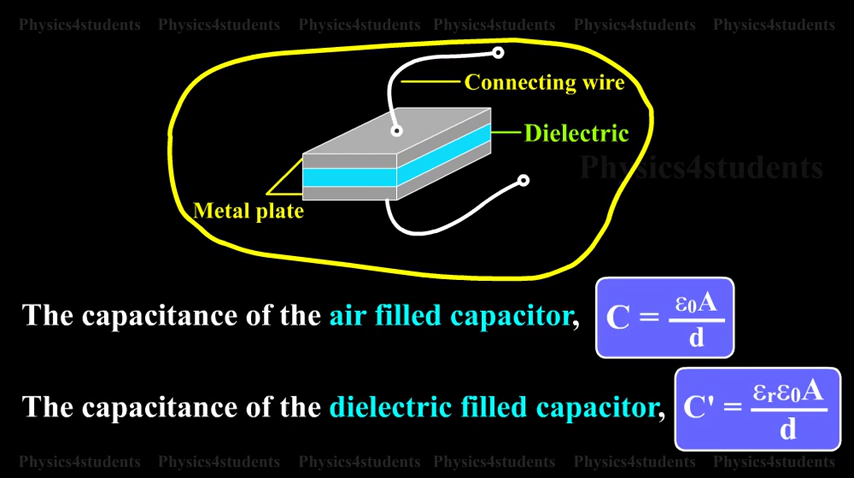 Physics4students Physics4students Physics4students Physics4students Physics4students Physics4students
Connecting wire
Dielectric
Physics4students
Metal plate
The capacitance of the air filled capacitor, C = ε₀A / d
The capacitance of the dielectric filled capacitor, C' = εᵣε₀A / d
Physics4students Physics4students Physics4students Physics4students Physics4students Physics4students